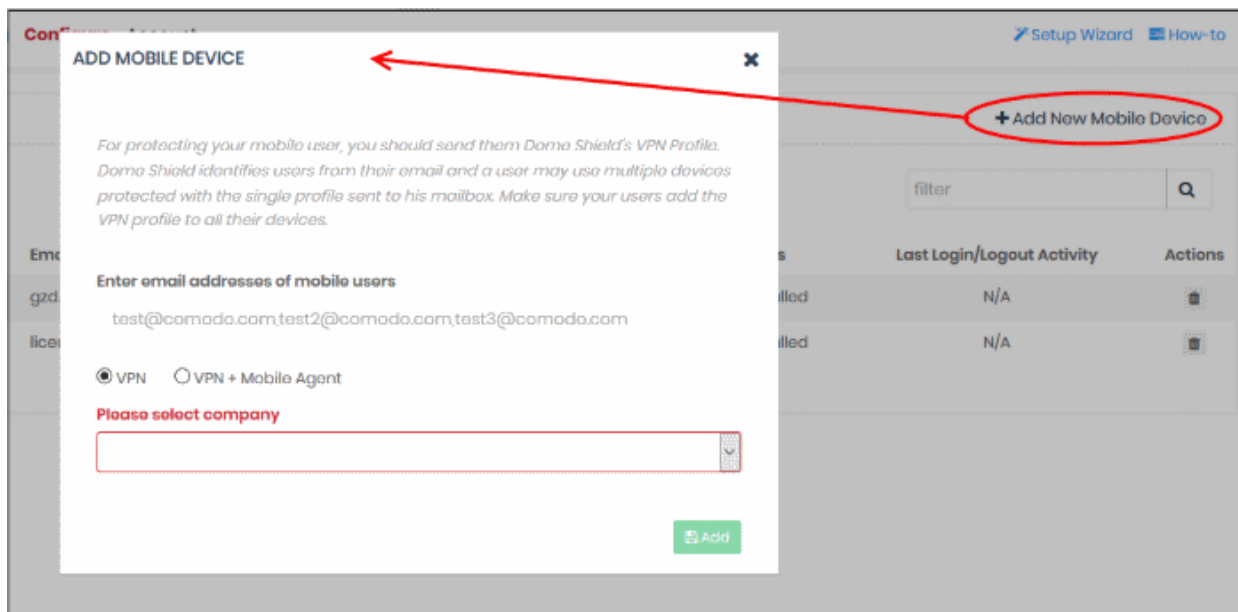 Setup Wizard How-to
ADD MOBILE DEVICE
+ Add New Mobile Device
For protecting your mobile user, you should send them Dome Shield's VPN Profile.
Dome Shield identifies users from their email and a user may use multiple devices
protected with the single profile sent to his mailbox. Make sure your users add the
VPN profile to all their devices.
filter
Last Login/Logout Activity Actions
Enter email addresses of mobile users
N/A
test@comodo.com,test2@comodo.com,test3@comodo.com
N/A
VPN VPN + Mobile Agent
Please select company
Add